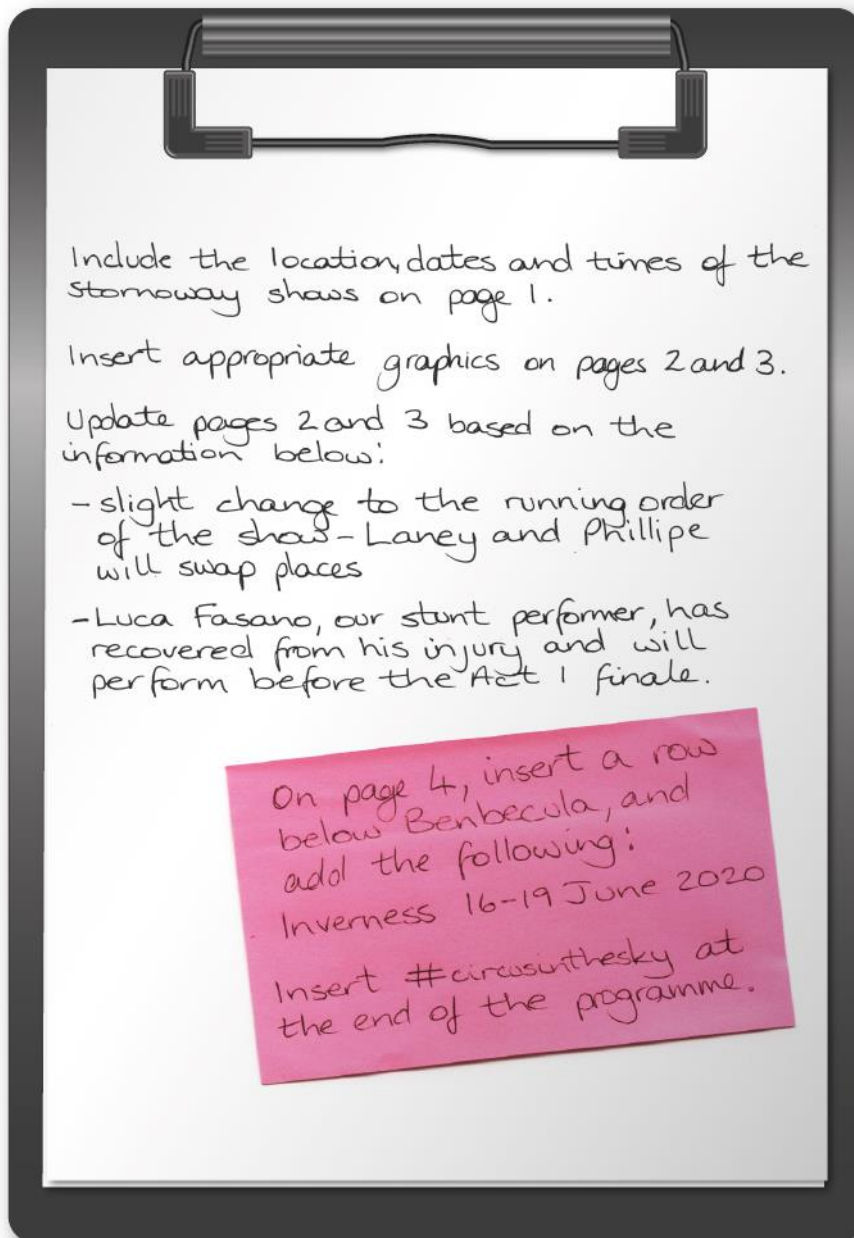 Include the location, dates and times of the
Stornoway shows on page 1.
Insert appropriate graphics on pages 2 and 3.
Update pages 2 and 3 based on the
information below:
- slight change to the running order
of the show - Laney and Phillipe
will swap places
- Luca Fasano, our stunt performer, has
recovered from his injury and will
perform before the Act 1 finale.
On page 4, insert a row
below Benbecula, and
add the following:
Inverness 16-19 June 2020
Insert #circusinthesky at
the end of the programme.